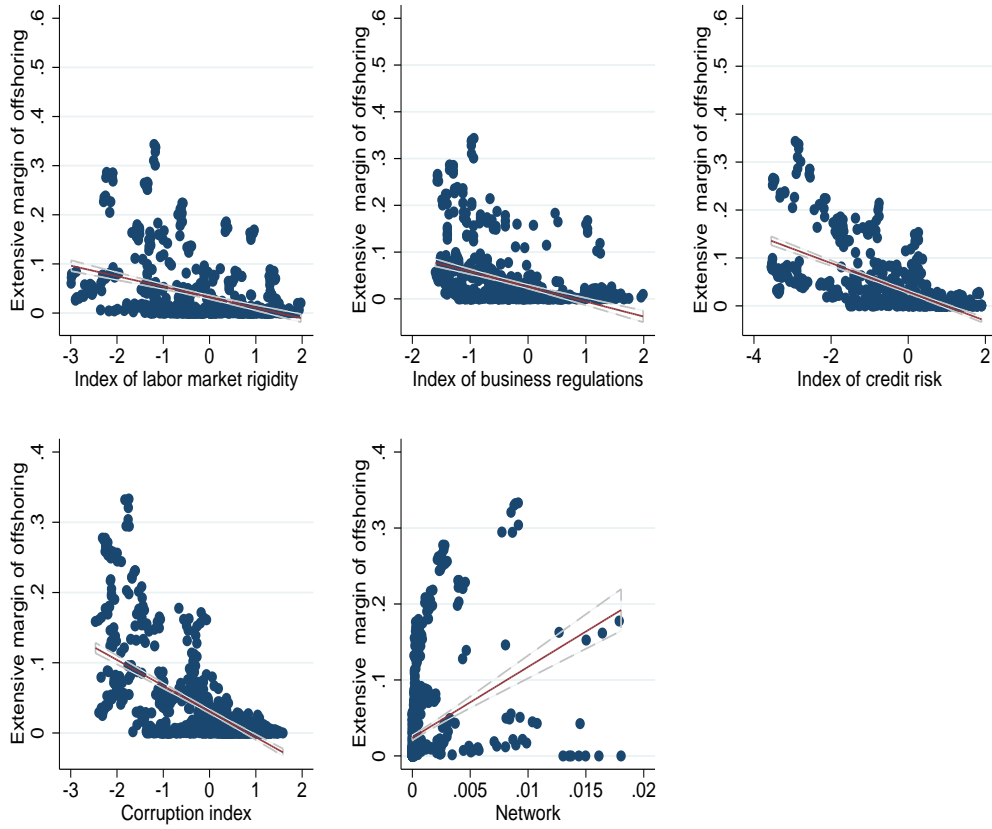 Extensive margin of offshoring
.6
.5
.4
.3
.2
.1
0
-3 -2 -1 0 1 2
Index of labor market rigidity
Extensive margin of offshoring
.6
.5
.4
.3
.2
.1
0
-2 -1 0 1 2
Index of business regulations
Extensive margin of offshoring
.6
.5
.4
.3
.2
.1
0
-4 -2 0 2
Index of credit risk
Extensive margin of offshoring
.4
.3
.2
.1
0
-3 -2 -1 0 1 2
Corruption index
Extensive margin of offshoring
.4
.3
.2
.1
0
0 .005 .01 .015 .02
Network